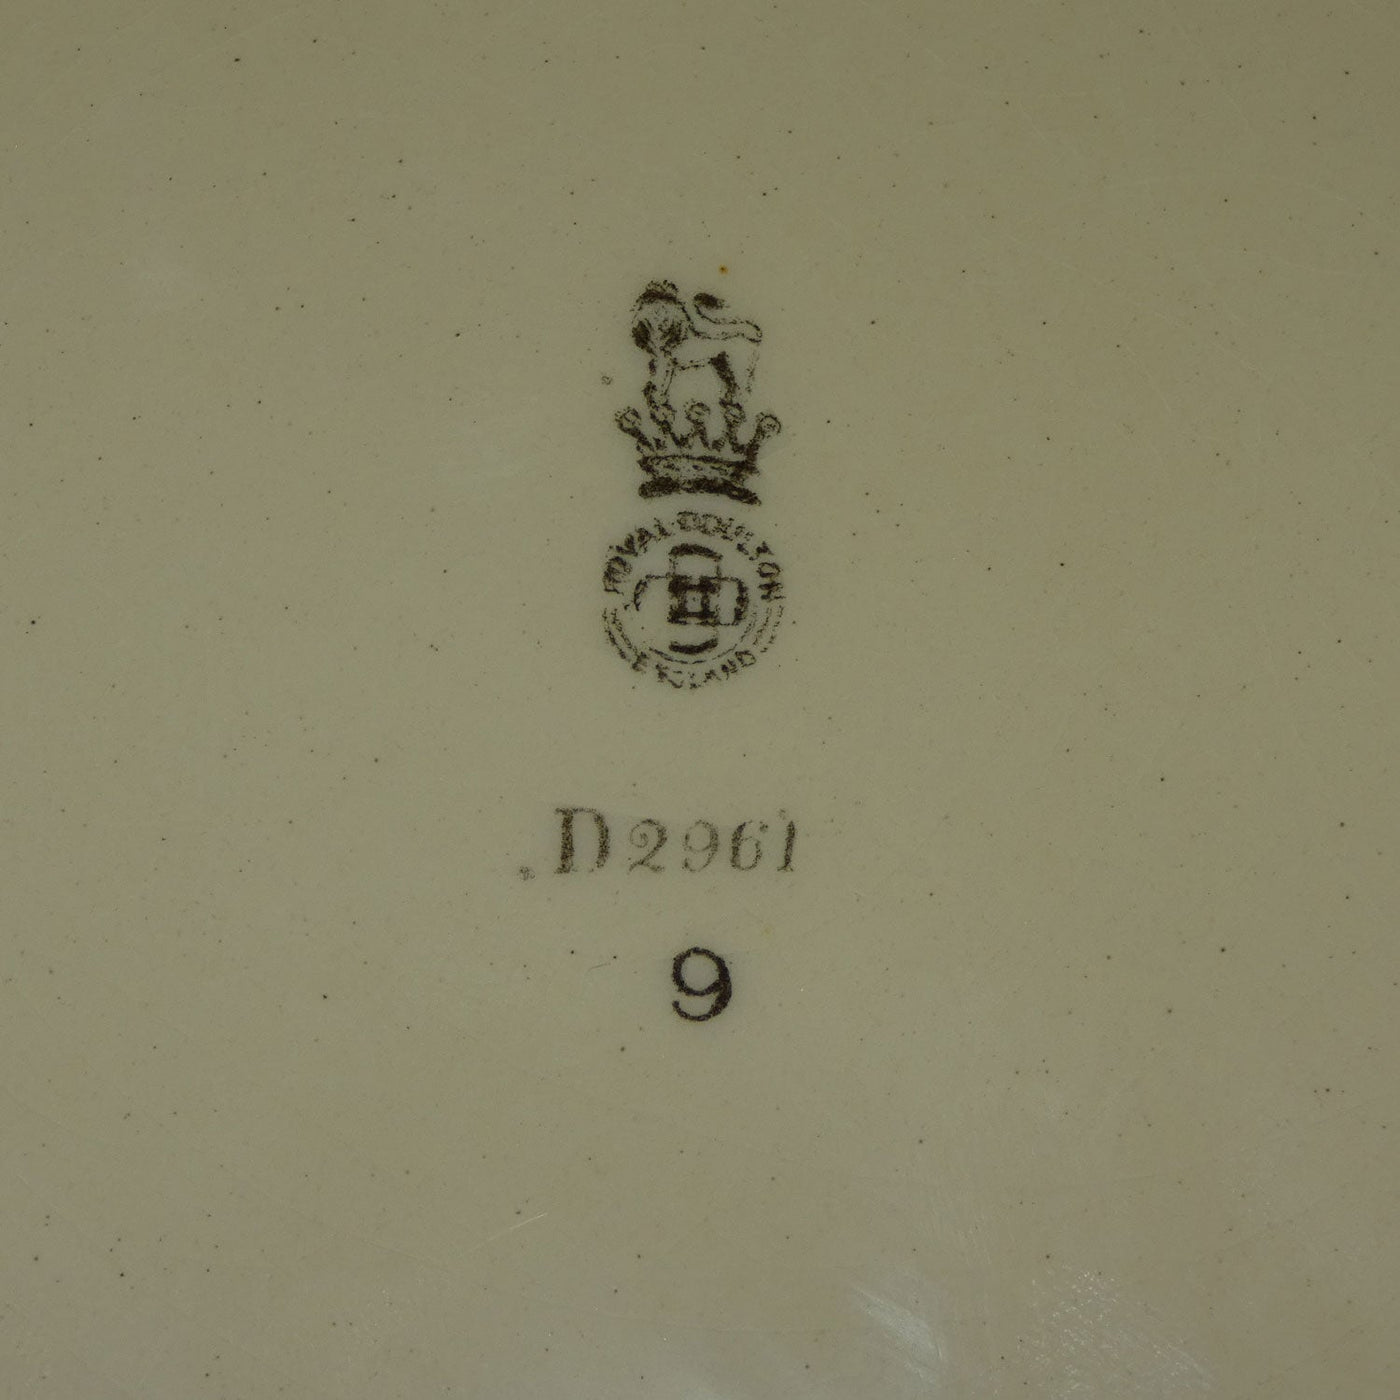 ROYAL DOULTON
ENGLAND
D2961
9